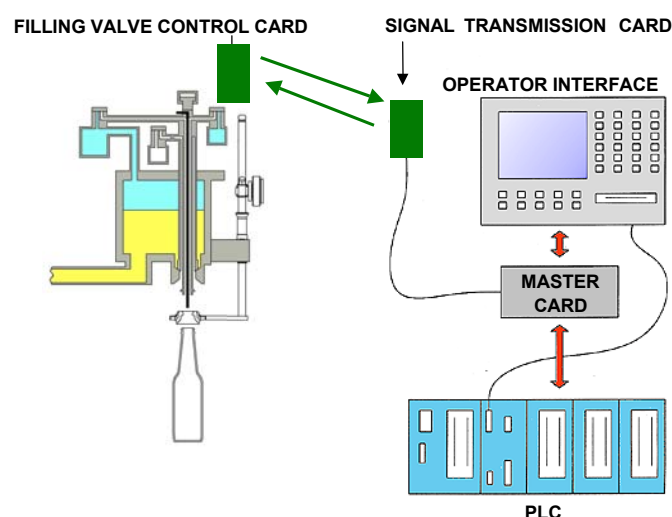 FILLING VALVE CONTROL CARD
SIGNAL TRANSMISSION CARD
OPERATOR INTERFACE
MASTER
CARD
PLC